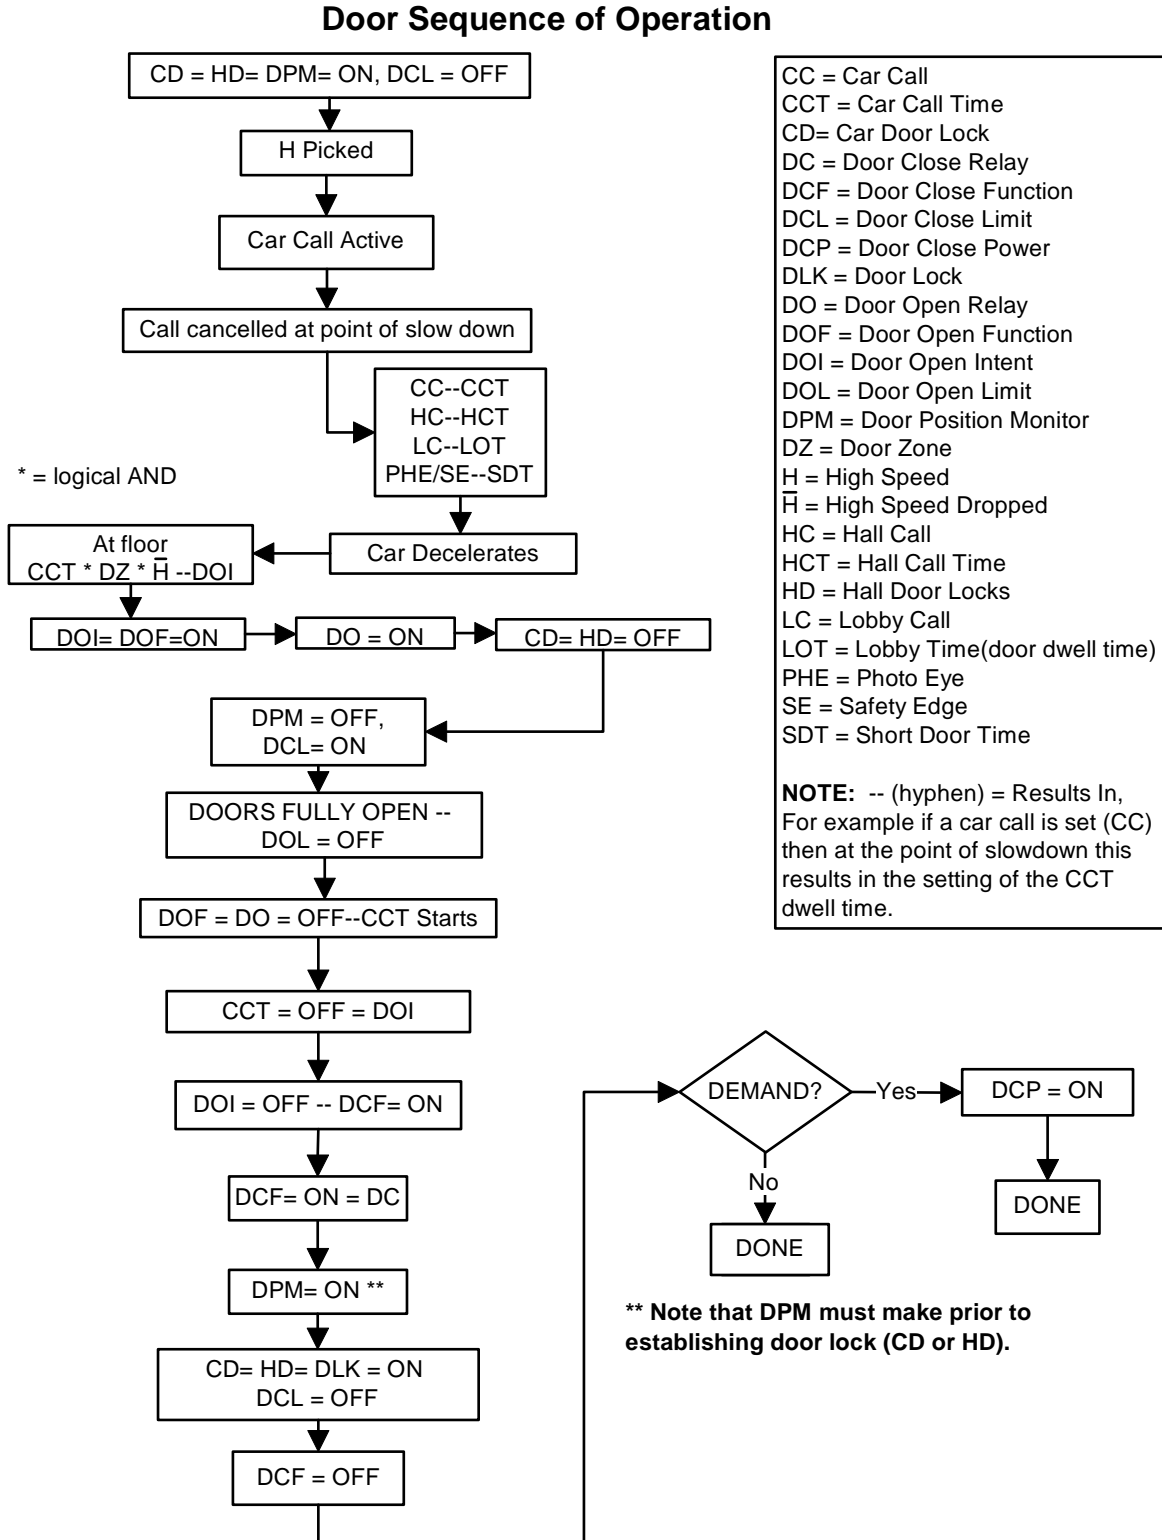 Door Sequence of Operation
CD = HD= DPM= ON, DCL = OFF
H Picked
Car Call Active
Call cancelled at point of slow down
CC--CCT
HC--HCT
LC--LOT
PHE/SE--SDT
* = logical AND
Car Decelerates
At floor
CCT * DZ * H̅ --DOI
DOI= DOF=ON
DO = ON
CD= HD= OFF
DPM = OFF,
DCL= ON
DOORS FULLY OPEN --
DOL = OFF
DOF = DO = OFF--CCT Starts
CCT = OFF = DOI
DOI = OFF -- DCF= ON
DCF= ON = DC
DPM= ON **
CD= HD= DLK = ON
DCL = OFF
DCF = OFF
DEMAND?
Yes
DCP = ON
DONE
No
DONE
** Note that DPM must make prior to
establishing door lock (CD or HD).
CC = Car Call
CCT = Car Call Time
CD= Car Door Lock
DC = Door Close Relay
DCF = Door Close Function
DCL = Door Close Limit
DCP = Door Close Power
DLK = Door Lock
DO = Door Open Relay
DOF = Door Open Function
DOI = Door Open Intent
DOL = Door Open Limit
DPM = Door Position Monitor
DZ = Door Zone
H = High Speed
H̅ = High Speed Dropped
HC = Hall Call
HCT = Hall Call Time
HD = Hall Door Locks
LC = Lobby Call
LOT = Lobby Time(door dwell time)
PHE = Photo Eye
SE = Safety Edge
SDT = Short Door Time
NOTE: -- (hyphen) = Results In,
For example if a car call is set (CC)
then at the point of slowdown this
results in the setting of the CCT
dwell time.